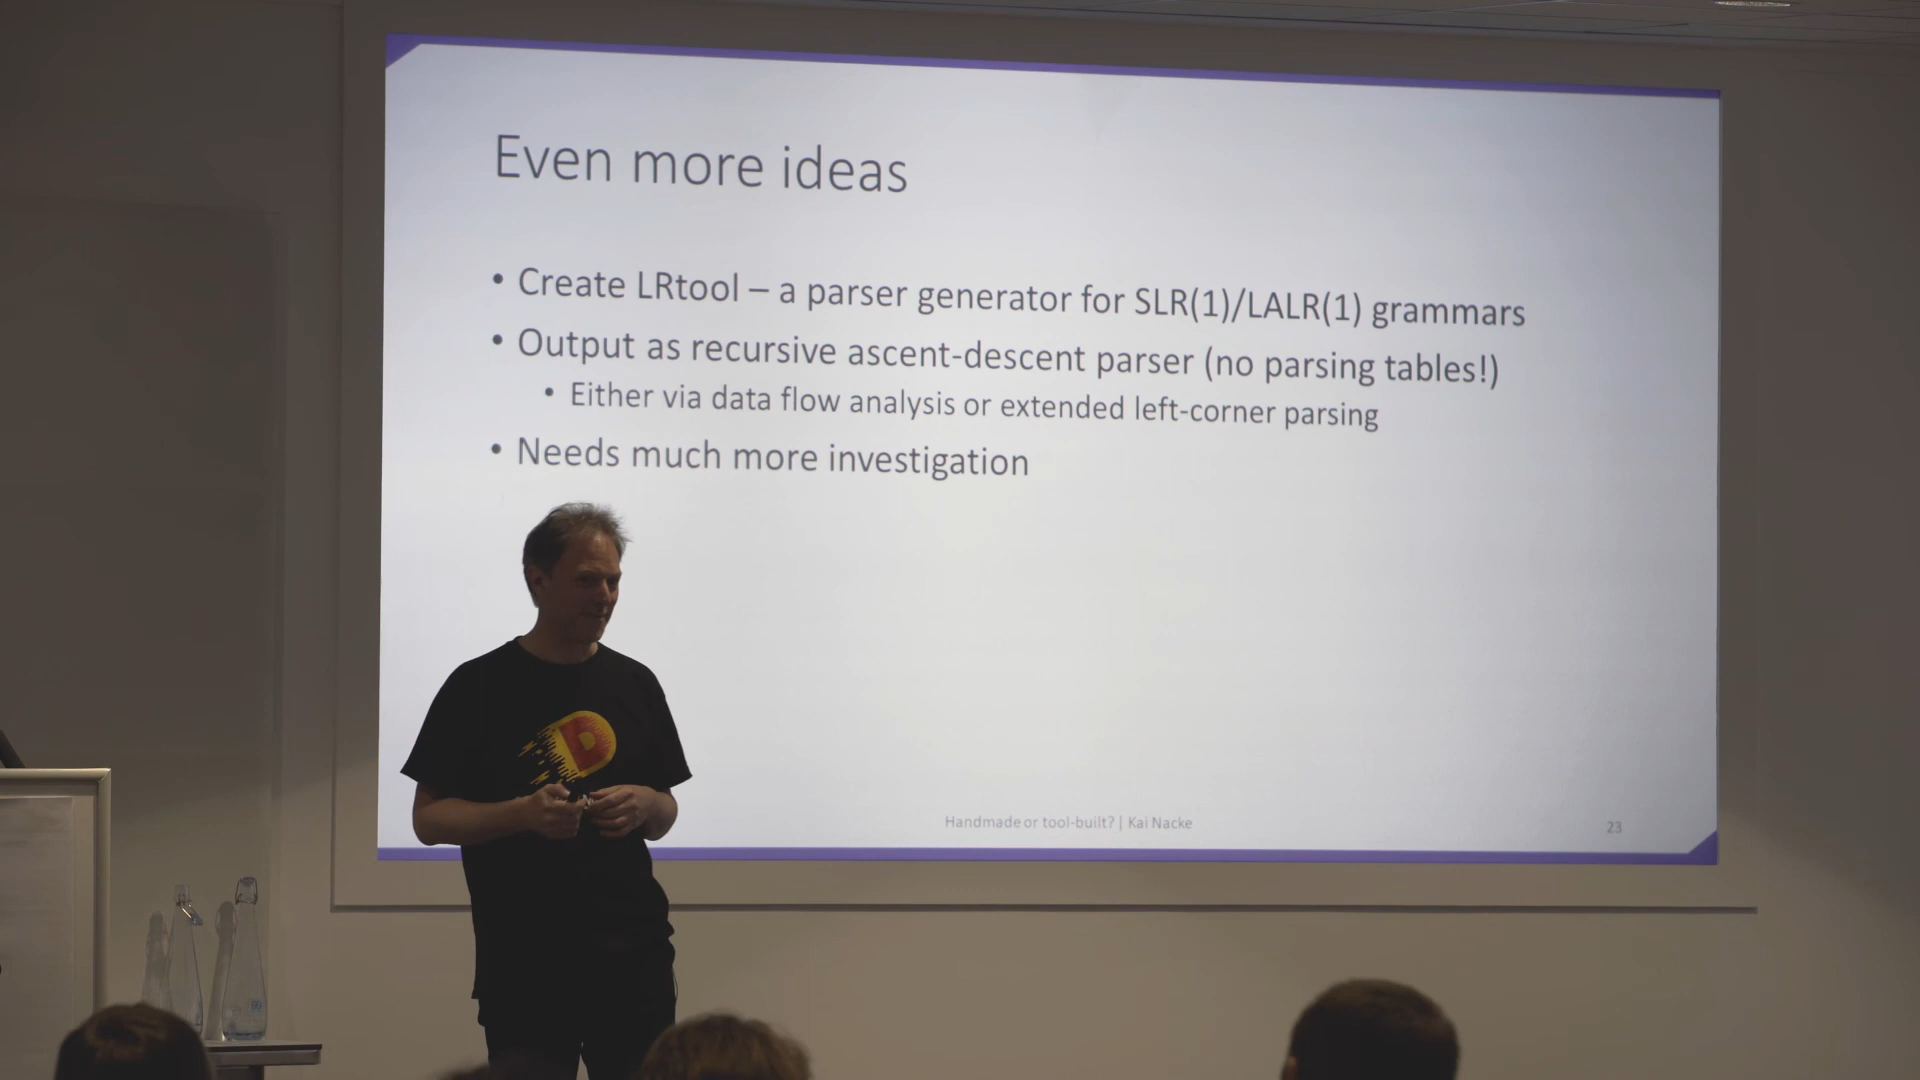 Even more ideas
• Create LRtool – a parser generator for SLR(1)/LALR(1) grammars
• Output as recursive ascent-descent parser (no parsing tables!)
• Either via data flow analysis or extended left-corner parsing
• Needs much more investigation
D
Handmade or tool-built? | Kai Nacke
23